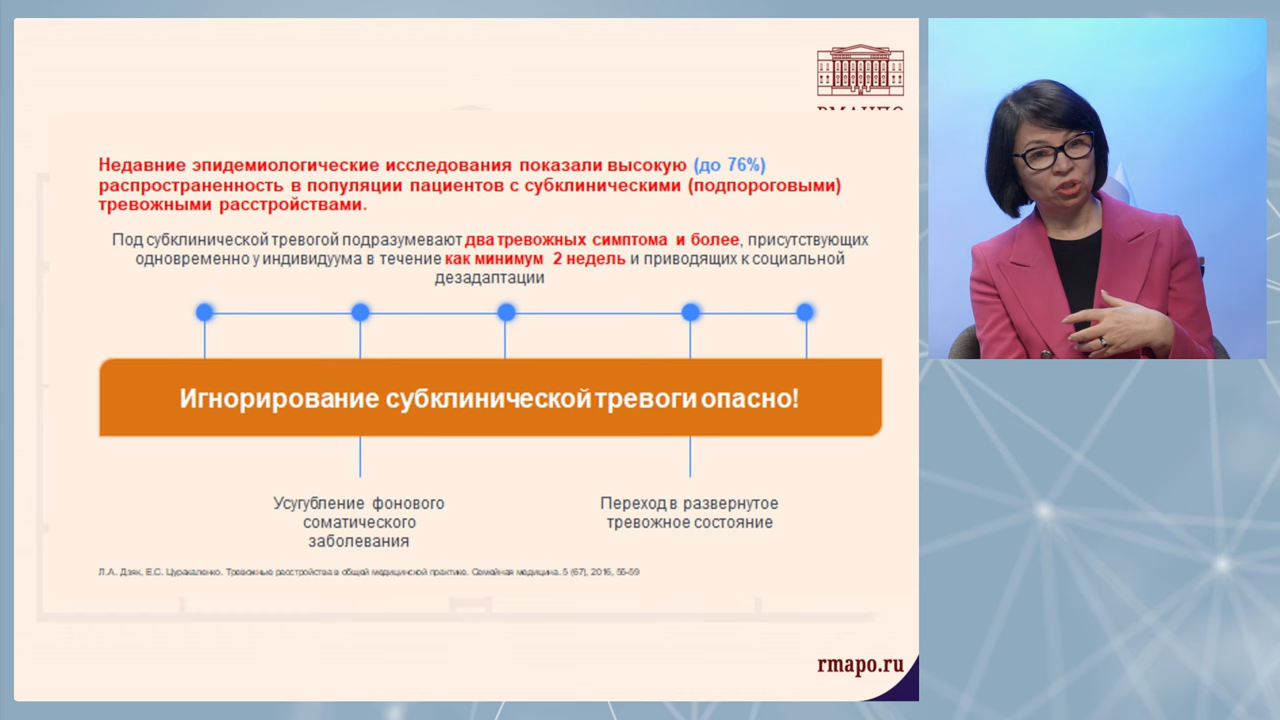 Недавние эпидемиологические исследования показали высокую (до 76%)
распространенность в популяции пациентов с субклиническими (подпороговыми)
тревожными расстройствами.
Под субклинической тревогой подразумевают два тревожных симптома и более, присутствующих
одновременно у индивидуума в течение как минимум 2 недель и приводящих к социальной
дезадаптации
Игнорирование субклинической тревоги опасно!
Усугубление фонового
соматического
заболевания
Переход в развернутое
тревожное состояние
Л.А. Дзяк, Е.С. Цуркаленко. Тревожные расстройства в общей медицинской практике. Семейная медицина. 5 (67), 2016, 55-59
rmapo.ru